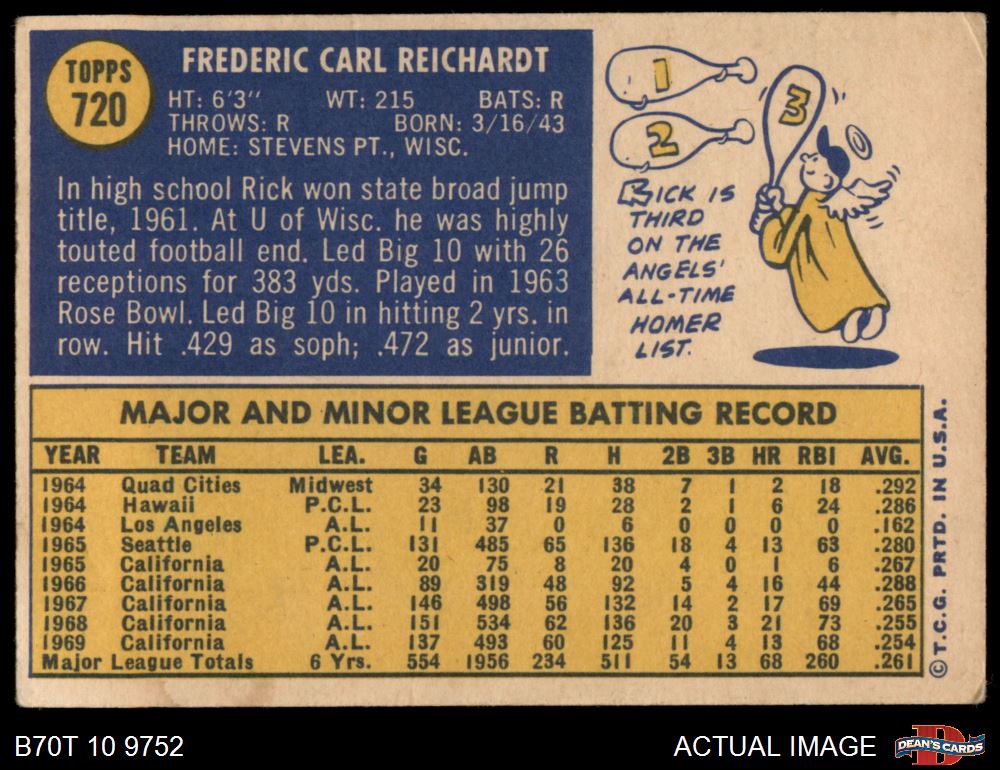 TOPPS
720
FREDERIC CARL REICHARDT
HT: 6'3" WT: 215 BATS: R
THROWS: R BORN: 3/16/43
HOME: STEVENS PT., WISC.
In high school Rick won state broad jump
title, 1961. At U of Wisc. he was highly
touted football end. Led Big 10 with 26
receptions for 383 yds. Played in 1963
Rose Bowl. Led Big 10 in hitting 2 yrs. in
row. Hit .429 as soph; .472 as junior.
1
2
3
RICK IS
THIRD
ON THE
ANGELS'
ALL-TIME
HOMER
LIST.
MAJOR AND MINOR LEAGUE BATTING RECORD
YEAR TEAM LEA. G AB R H 2B 3B HR RBI AVG.
1964 Quad Cities Midwest 34 130 21 38 7 1 2 18 .292
1964 Hawaii P.C.L. 23 98 19 28 2 1 6 24 .286
1964 Los Angeles A.L. 11 37 0 6 0 0 0 0 .162
1965 Seattle P.C.L. 131 485 65 136 18 4 13 63 .280
1965 California A.L. 20 75 8 20 4 0 1 6 .267
1966 California A.L. 89 319 48 92 5 4 16 44 .288
1967 California A.L. 146 498 56 132 14 2 17 69 .265
1968 California A.L. 151 534 62 136 20 3 21 73 .255
1969 California A.L. 137 493 60 125 11 4 13 68 .254
Major League Totals 6 Yrs. 554 1956 234 511 54 13 68 260 .261
© T.C.G. PRTD. IN U.S.A.
B70T 10 9752
ACTUAL IMAGE
D
DEAN'S CARDS